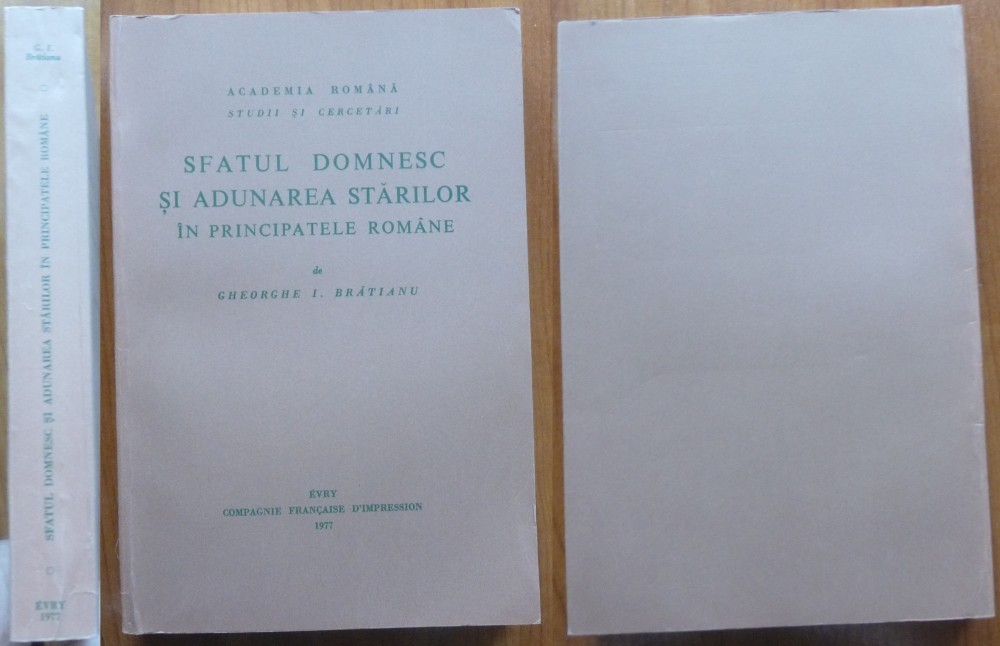 G. I.
Brătianu
SFATUL DOMNESC ȘI ADUNAREA STĂRILOR ÎN PRINCIPATELE ROMÂNE
ÉVRY
1977
ACADEMIA ROMÂNĂ
STUDII ȘI CERCETĂRI
SFATUL DOMNESC
ȘI ADUNAREA STĂRILOR
ÎN PRINCIPATELE ROMÂNE
de
GHEORGHE I. BRĂTIANU
ÉVRY
COMPAGNIE FRANÇAISE D'IMPRESSION
1977